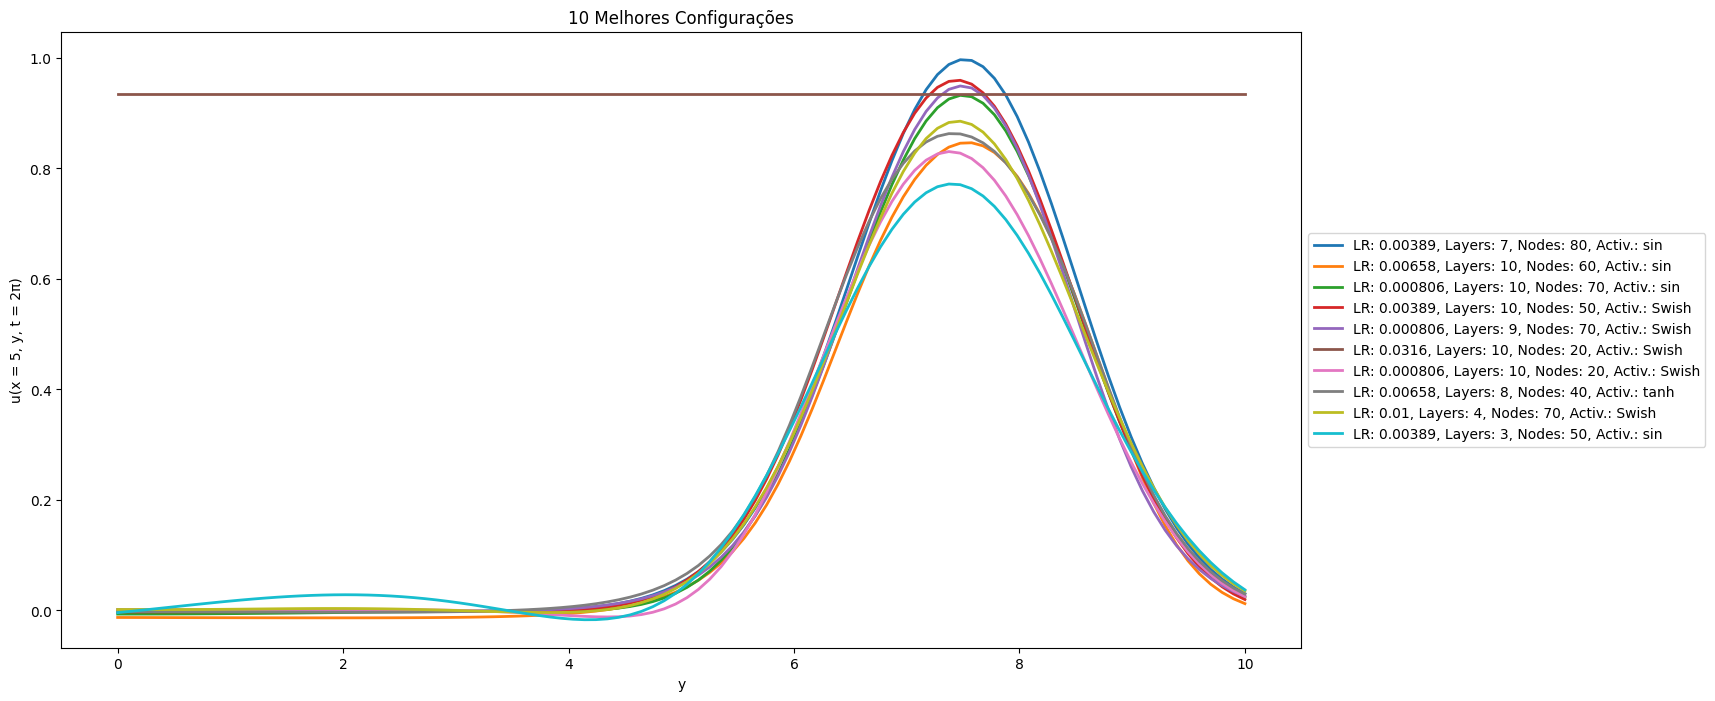 10 Melhores Configurações
1.0
0.8
0.6
0.4
0.2
0.0
u(x = 5, y, t = 2π)
0
2
4
6
8
10
y
LR: 0.00389, Layers: 7, Nodes: 80, Activ.: sin
LR: 0.00658, Layers: 10, Nodes: 60, Activ.: sin
LR: 0.000806, Layers: 10, Nodes: 70, Activ.: sin
LR: 0.00389, Layers: 10, Nodes: 50, Activ.: Swish
LR: 0.000806, Layers: 9, Nodes: 70, Activ.: Swish
LR: 0.0316, Layers: 10, Nodes: 20, Activ.: Swish
LR: 0.000806, Layers: 10, Nodes: 20, Activ.: Swish
LR: 0.00658, Layers: 8, Nodes: 40, Activ.: tanh
LR: 0.01, Layers: 4, Nodes: 70, Activ.: Swish
LR: 0.00389, Layers: 3, Nodes: 50, Activ.: sin